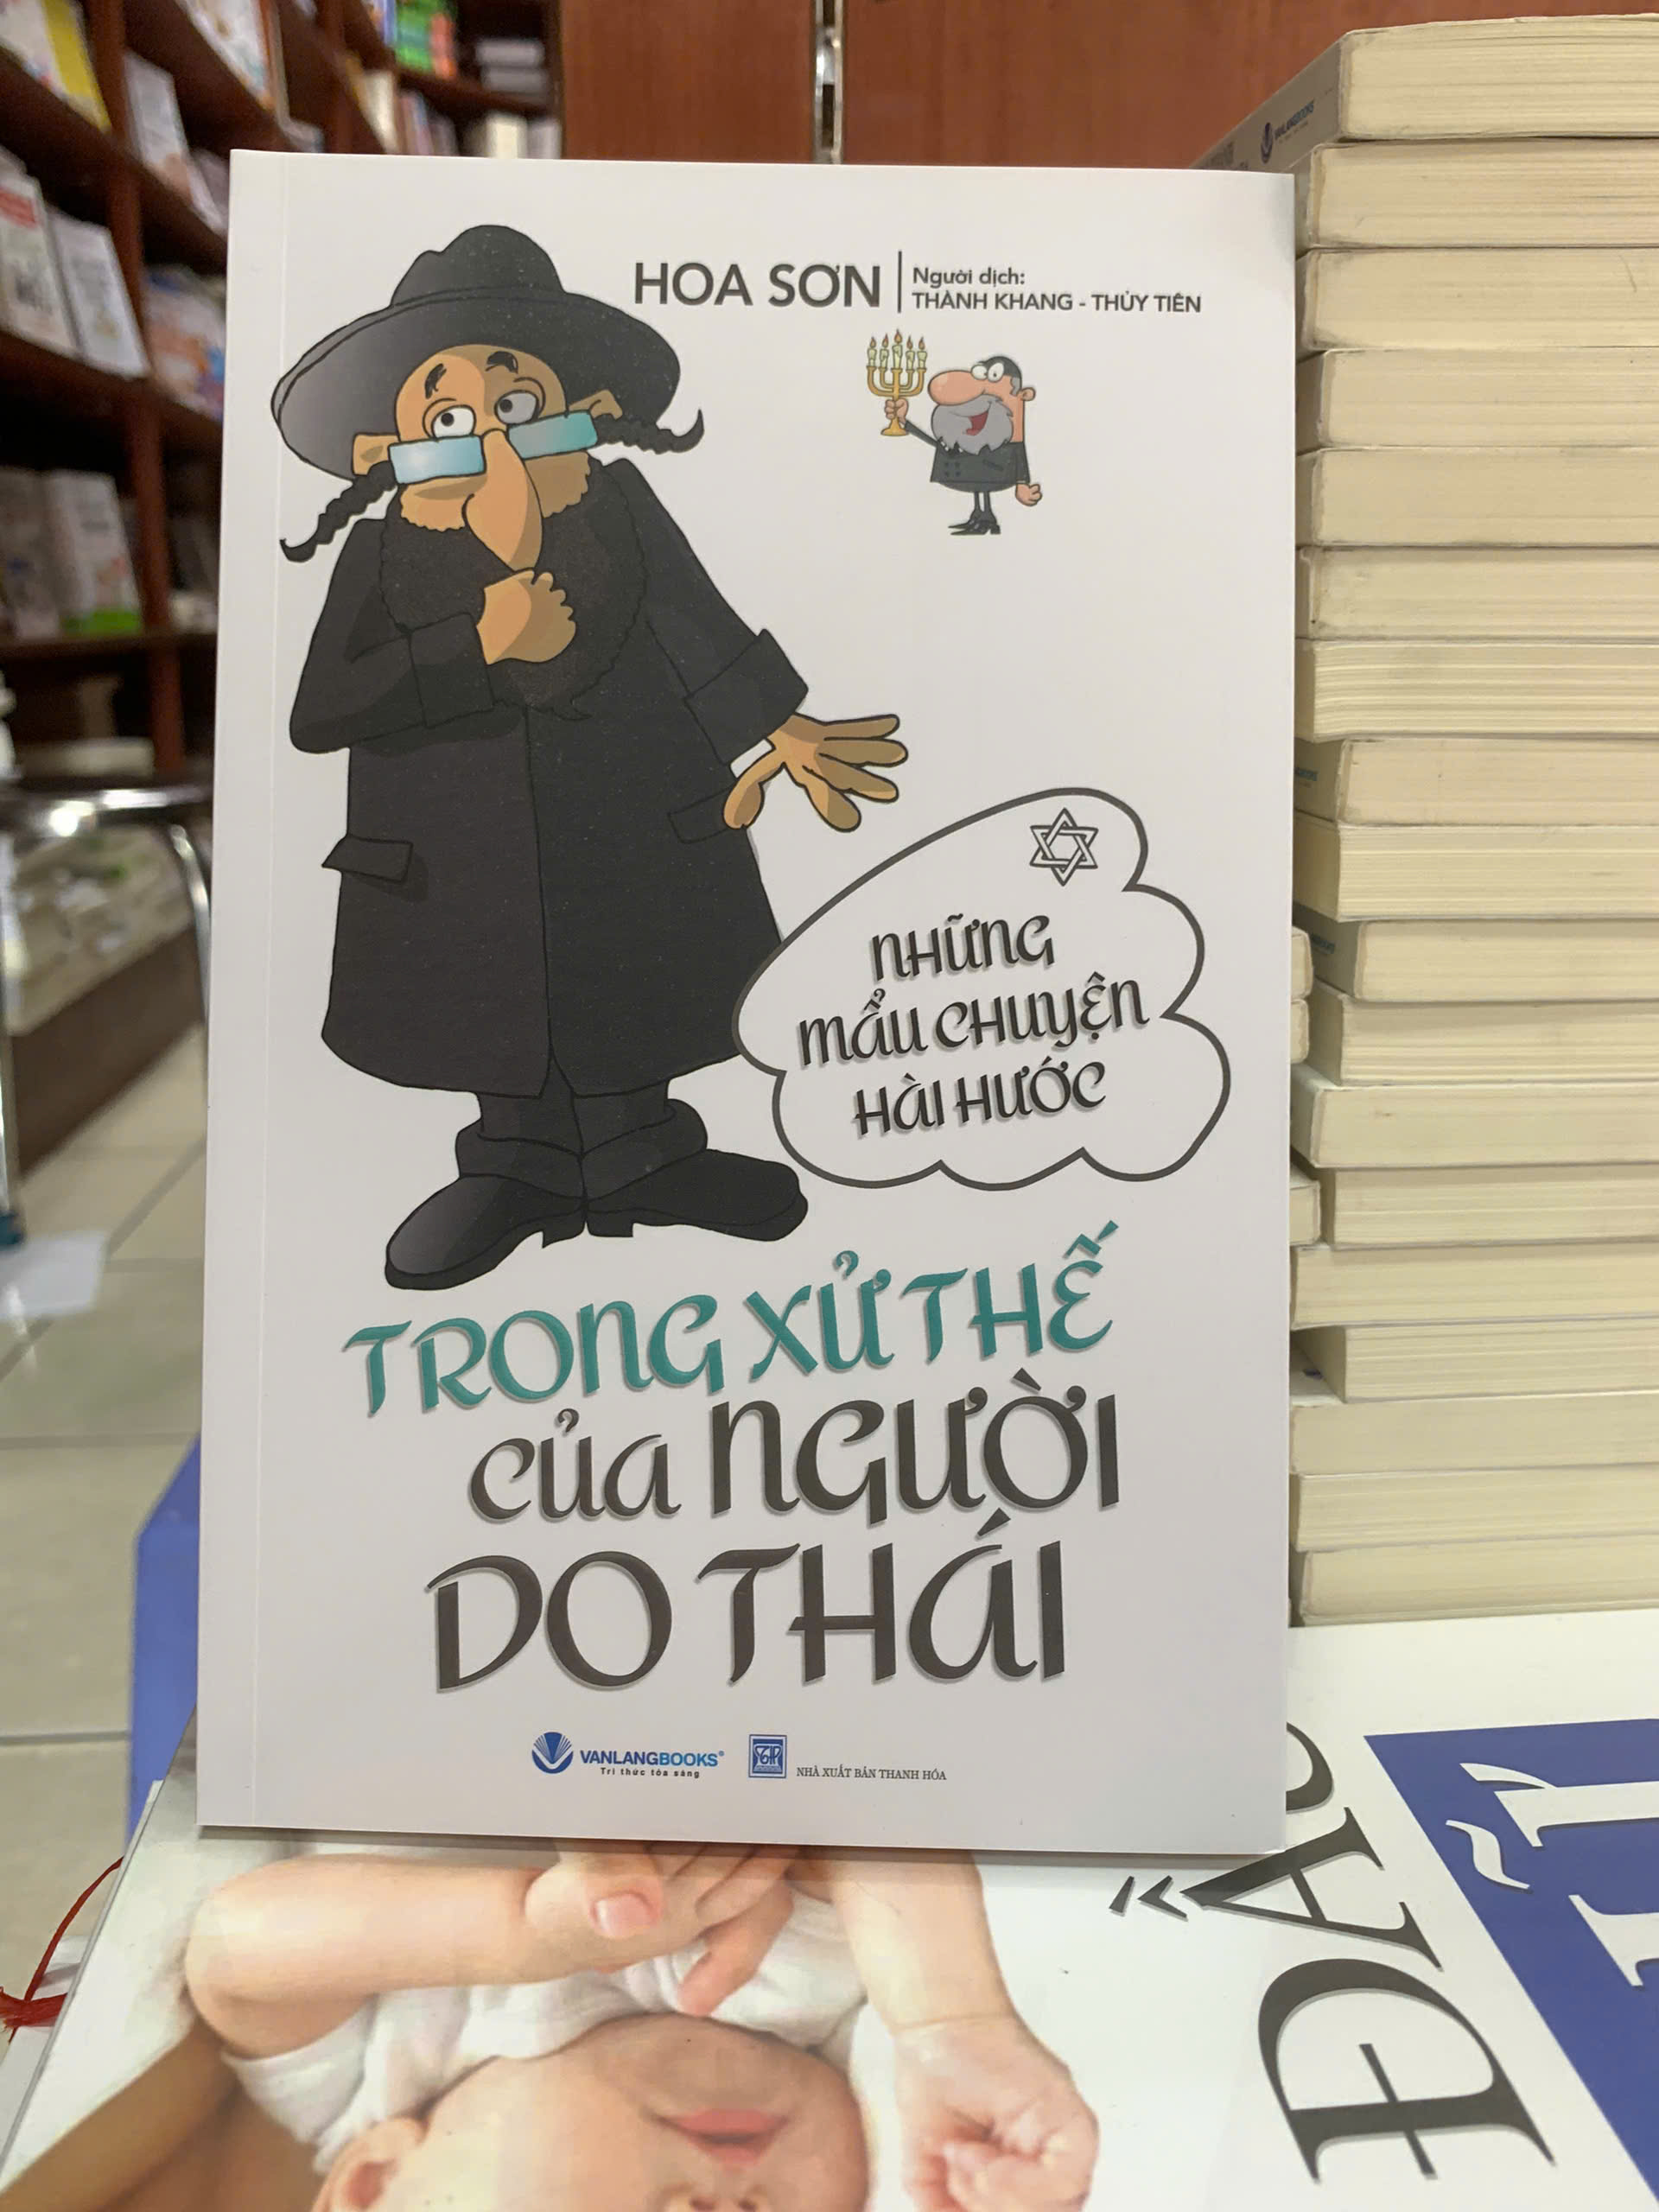 HOA SƠN
Người dịch:
THÀNH KHANG - THỦY TIÊN
NHỮNG
MẨU CHUYỆN
HÀI HƯỚC
TRONG XỬ THẾ
CỦA NGƯỜI
DO THÁI
VANLANGBOOKS®
Tri thức tỏa sáng
NHÀ XUẤT BẢN THANH HÓA
VANLANGBOOKS